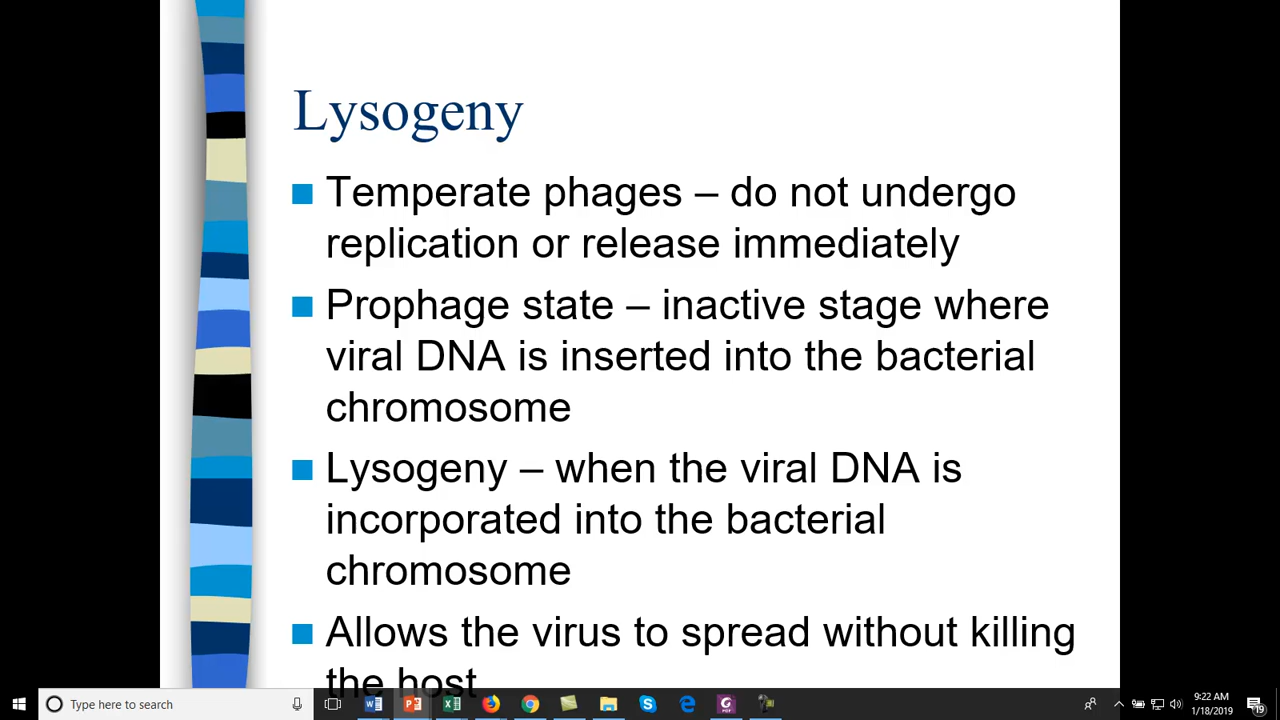 Lysogeny
Temperate phages – do not undergo
replication or release immediately
Prophage state – inactive stage where
viral DNA is inserted into the bacterial
chromosome
Lysogeny – when the viral DNA is
incorporated into the bacterial
chromosome
Allows the virus to spread without killing
the host
Type here to search
9:22 AM
1/18/2019
19